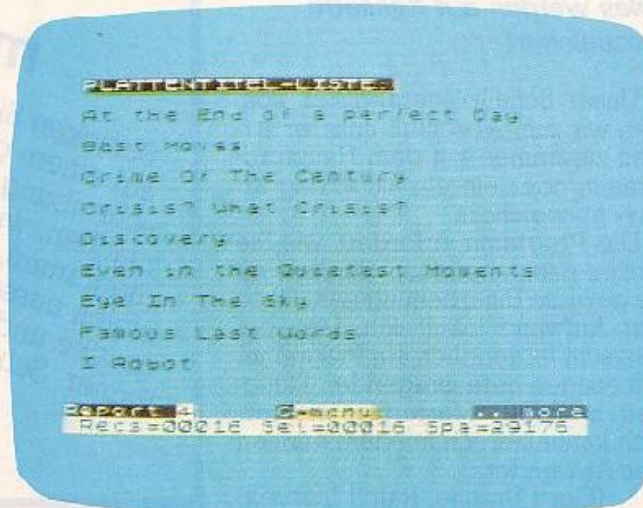 PLATTENTITEL-LISTE:
At the End of a perfect Day
Best Moves
Crime Of The Century
Crisis? What Crisis?
Discovery
Even in the Quietest Moments
Eye In The Sky
Famous Last Words
I Robot
Report 4 C=menu .. more
Recs=00016 Sel=00016 Spa=29176